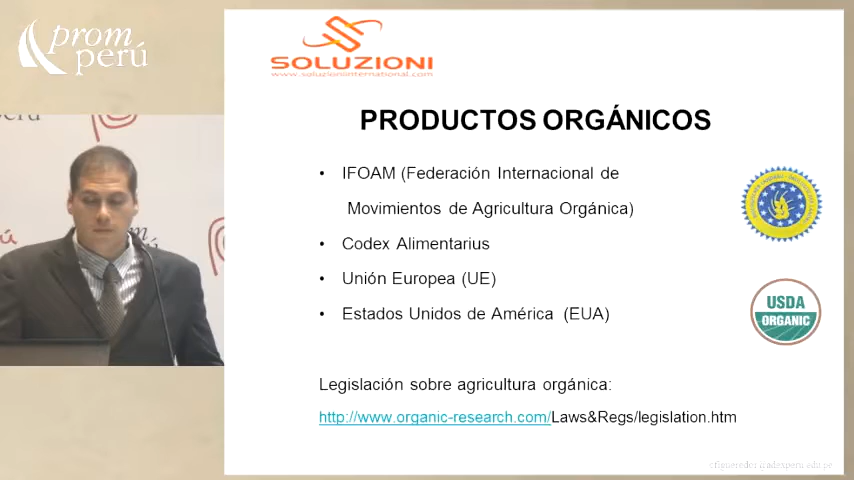 prom
perú
SOLUZIONI
www.soluzioniinternational.com
PRODUCTOS ORGÁNICOS
• IFOAM (Federación Internacional de
Movimientos de Agricultura Orgánica)
• Codex Alimentarius
• Unión Europea (UE)
• Estados Unidos de América (EUA)
USDA
ORGANIC
Legislación sobre agricultura orgánica:
http://www.organic-research.com/Laws&Regs/legislation.htm